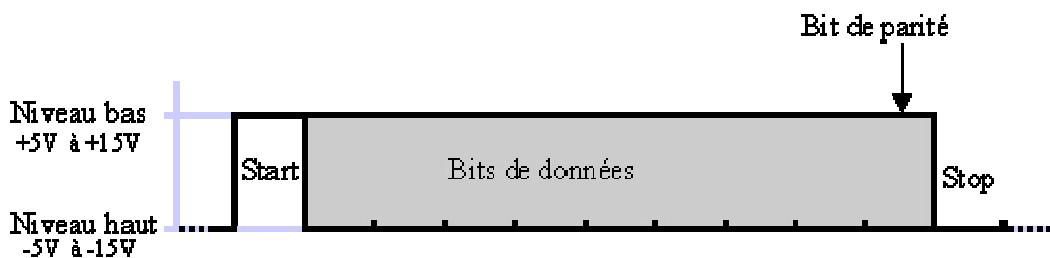 Bit de parité
Niveau bas
+5V à +15V
Start
Bits de données
Stop
Niveau haut
-5V à -15V